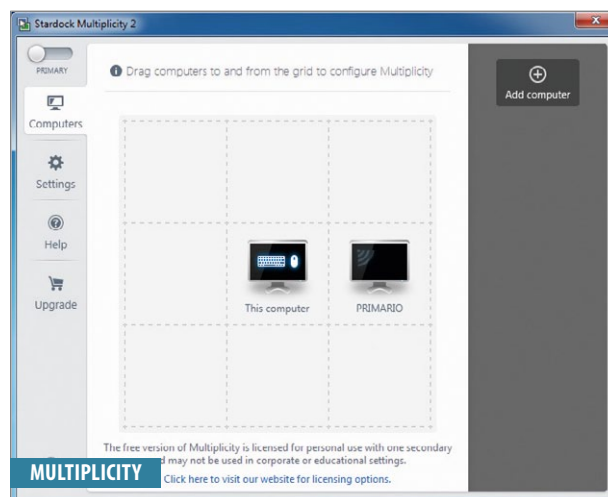 Stardock Multiplicity 2
PRIMARY
Drag computers to and from the grid to configure Multiplicity
Add computer
Computers
Settings
Help
Upgrade
This computer
PRIMARIO
The free version of Multiplicity is licensed for personal use with one secondary
may not be used in corporate or educational settings.
Click here to visit our website for licensing options.
MULTIPLICITY